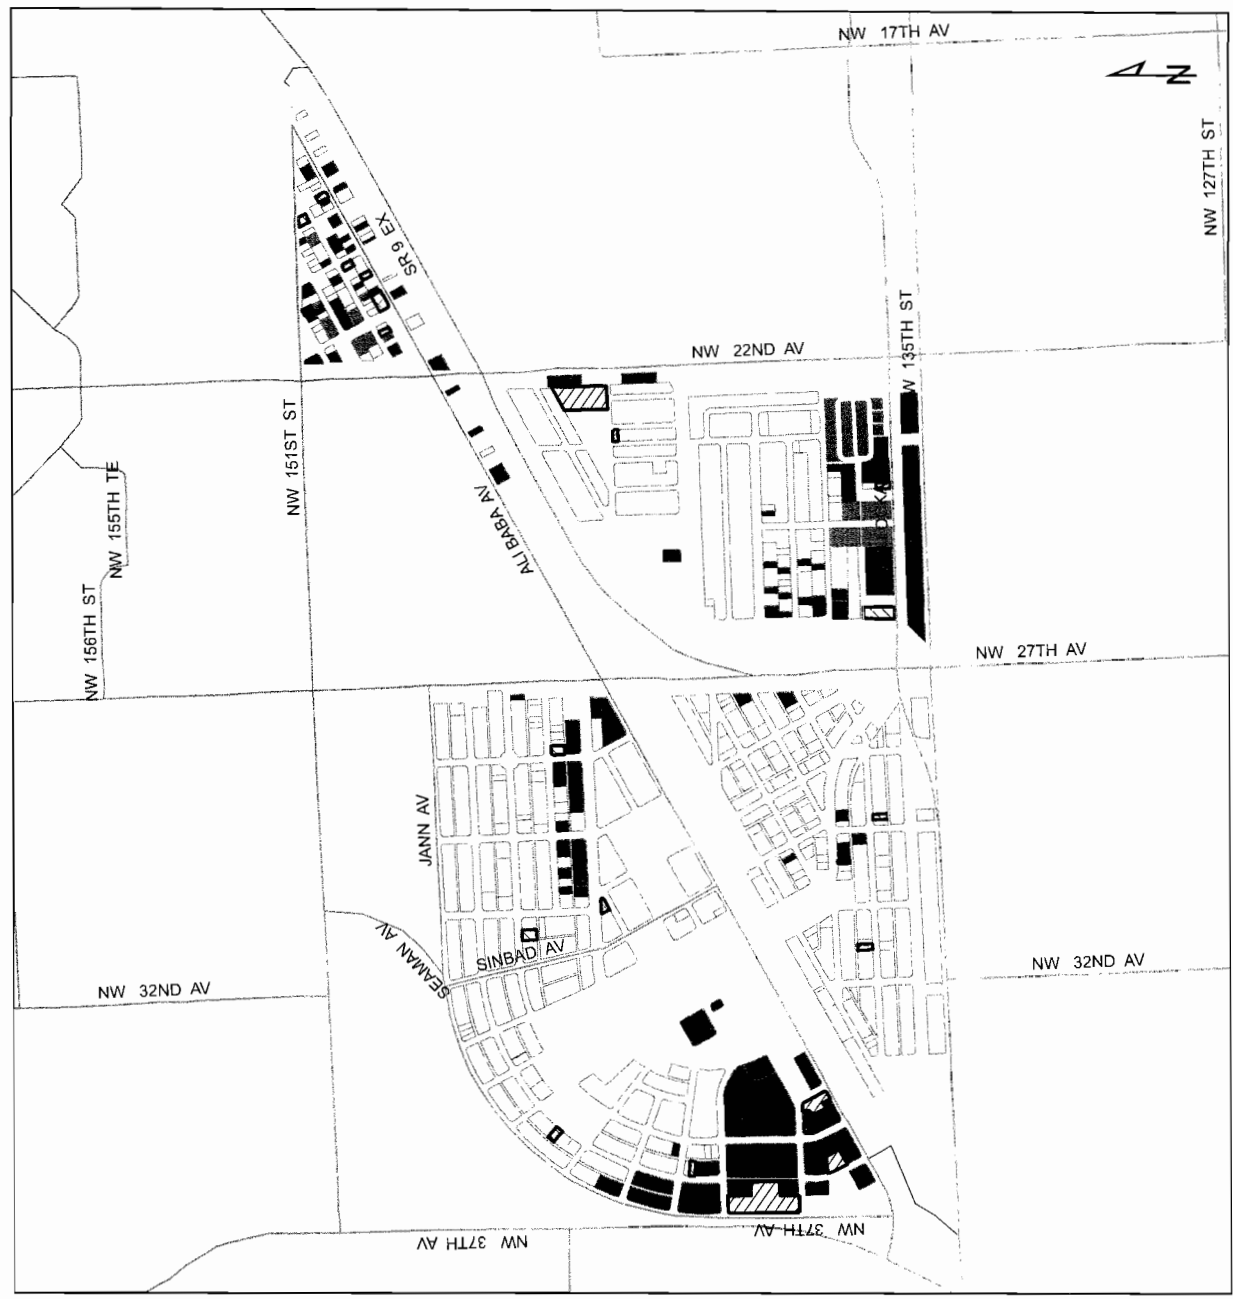 NW 17TH AV
N
NW 127TH ST
SR9 EX
NW 135TH ST
NW 22ND AV
NW 151ST ST
NW 155TH TE
ALI BABA AV
NW 156TH ST
NW 27TH AV
JANN AV
SEAMAN AV
SINBAD AV
NW 32ND AV
NW 32ND AV
NW 37TH AV
NW 37TH AV